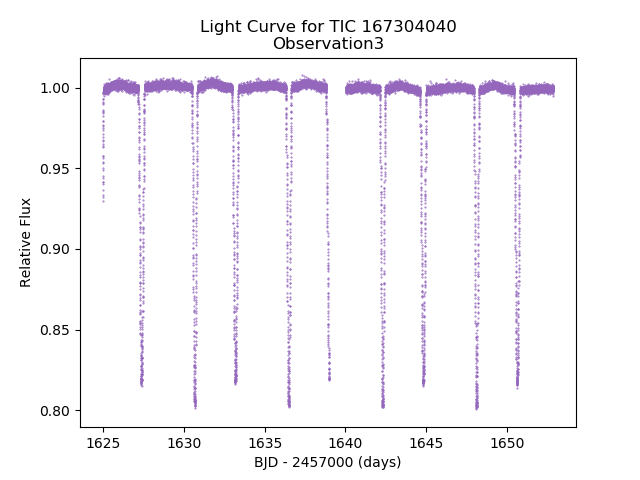 Light Curve for TIC 167304040
Observation3
1.00
0.95
0.90
0.85
0.80
Relative Flux
1625
1630
1635
1640
1645
1650
BJD - 2457000 (days)